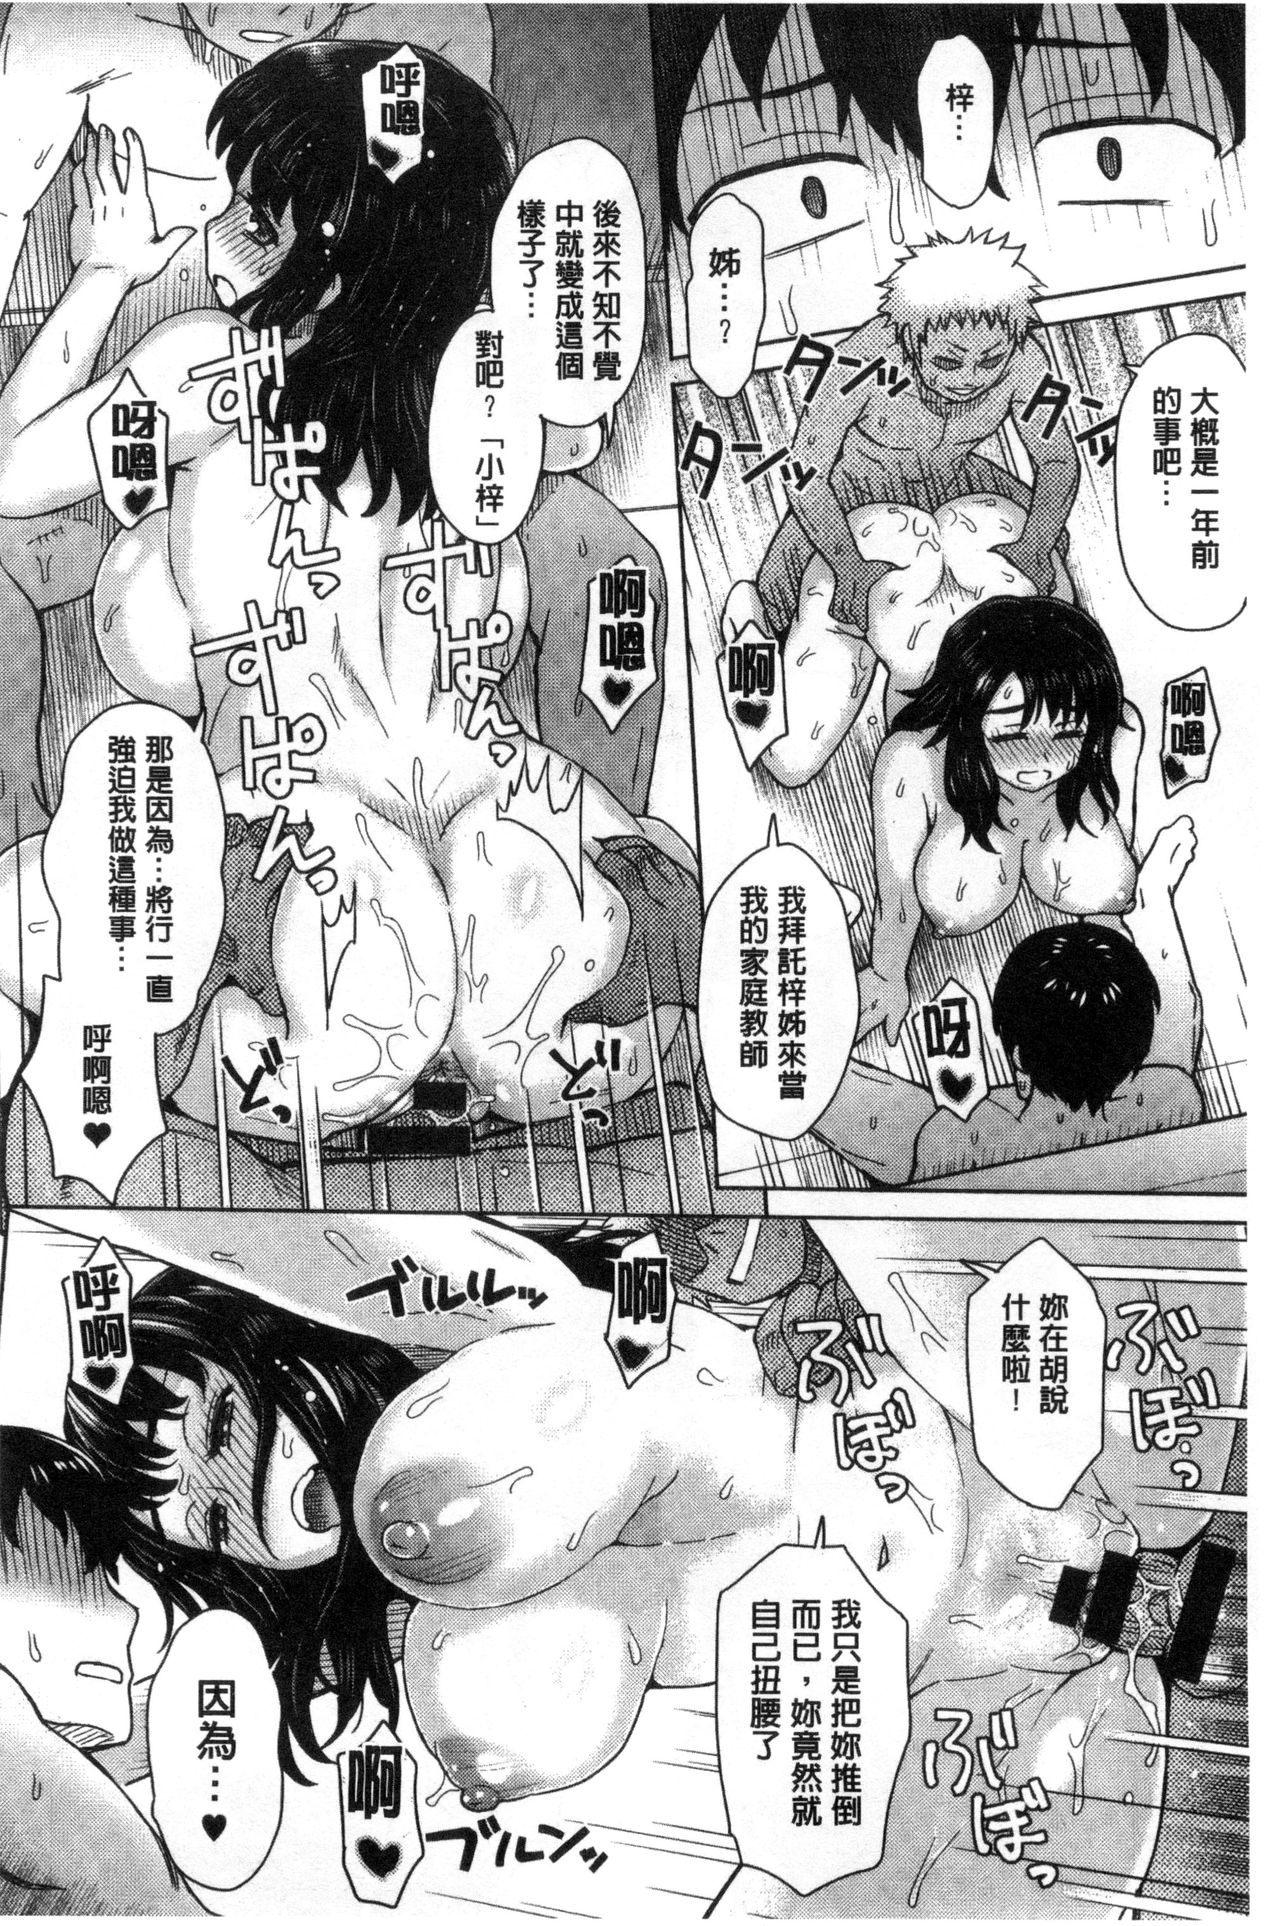 梓…
姊…?
大概是一年前
的事吧…
タンッ
タンッ
タンッ
啊♥
啊嗯♥
呀♥
我拜託梓姊來當
我的家庭教師
呼嗯♥
後來不知不覺
中就變成這個
樣子了…
對吧?「小梓」
呀嗯♥
啊嗯♥
ずぱんっ
ずぱんっ
ずぱんっ
どっ
どっ
那是因為…將行一直
強迫我做這種事…
呼啊嗯♥
妳在胡說
什麼啦!
ぶぼっ
ぶぼっ
ぶぼっ
我只是把妳推倒
而已,妳竟然就
自己扭腰了
啊♥
ブルルッ
呼啊♥
因為…♥
啊♥
ブルンッ